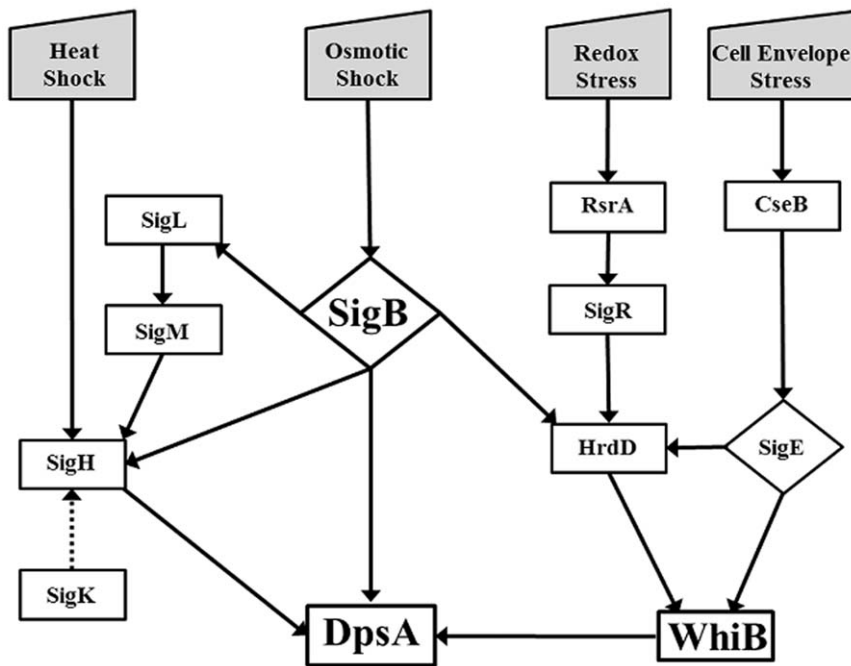 Heat
Shock
Osmotic
Shock
Redox
Stress
Cell Envelope
Stress
RsrA
CseB
SigL
SigB
SigR
SigM
SigH
HrdD
SigE
SigK
DpsA
WhiB